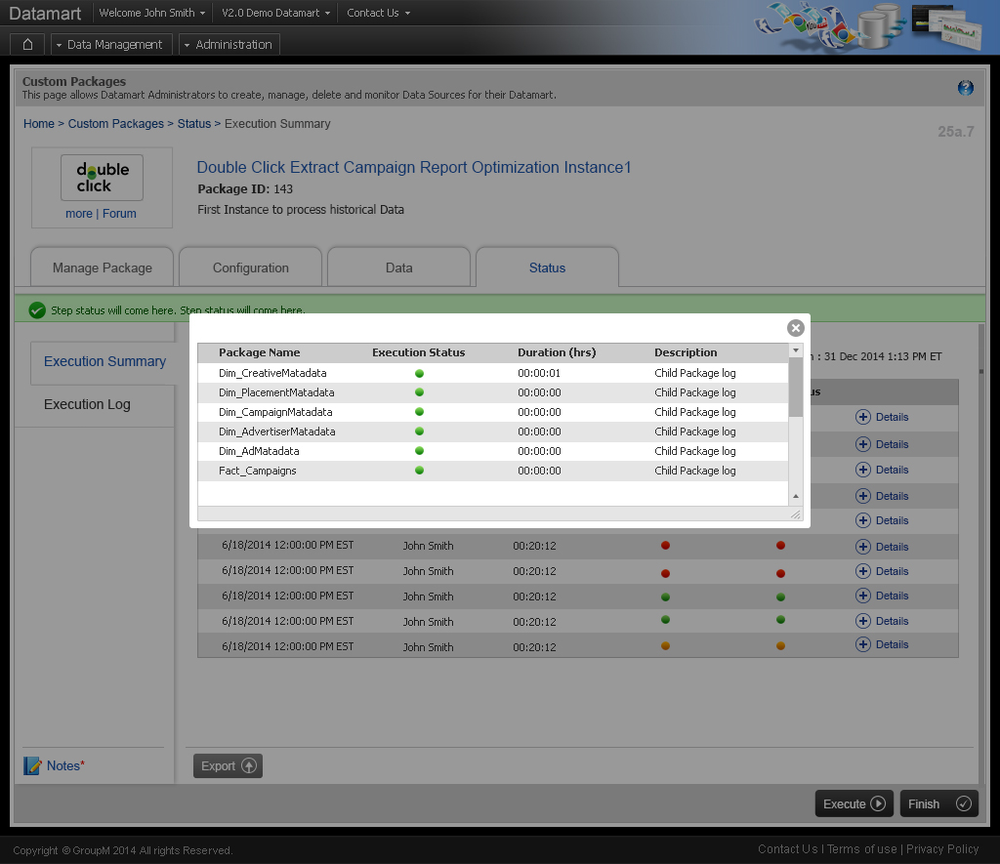 Datamart Welcome John Smith V2.0 Demo Datamart Contact Us
Data Management Administration
Custom Packages
This page allows Datamart Administrators to create, manage, delete and monitor Data Sources for their Datamart.
Home > Custom Packages > Status > Execution Summary
25a.7
double
click
more | Forum
Double Click Extract Campaign Report Optimization Instance1
Package ID: 143
First Instance to process historical Data
Manage Package Configuration Data Status
Step status will come here. Step status will come here.
Execution Summary
Execution Log
: 31 Dec 2014 1:13 PM ET
Package Name Execution Status Duration (hrs) Description
Dim_CreativeMatadata 00:00:01 Child Package log
Dim_PlacementMatadata 00:00:00 Child Package log
Dim_CampaignMatadata 00:00:00 Child Package log
Dim_AdvertiserMatadata 00:00:00 Child Package log
Dim_AdMatadata 00:00:00 Child Package log
Fact_Campaigns 00:00:00 Child Package log
Details
Details
Details
Details
Details
6/18/2014 12:00:00 PM EST John Smith 00:20:12 Details
6/18/2014 12:00:00 PM EST John Smith 00:20:12 Details
6/18/2014 12:00:00 PM EST John Smith 00:20:12 Details
6/18/2014 12:00:00 PM EST John Smith 00:20:12 Details
6/18/2014 12:00:00 PM EST John Smith 00:20:12 Details
Notes*
Export
Execute Finish
Copyright © GroupM 2014 All rights Reserved.
Contact Us | Terms of use | Privacy Policy